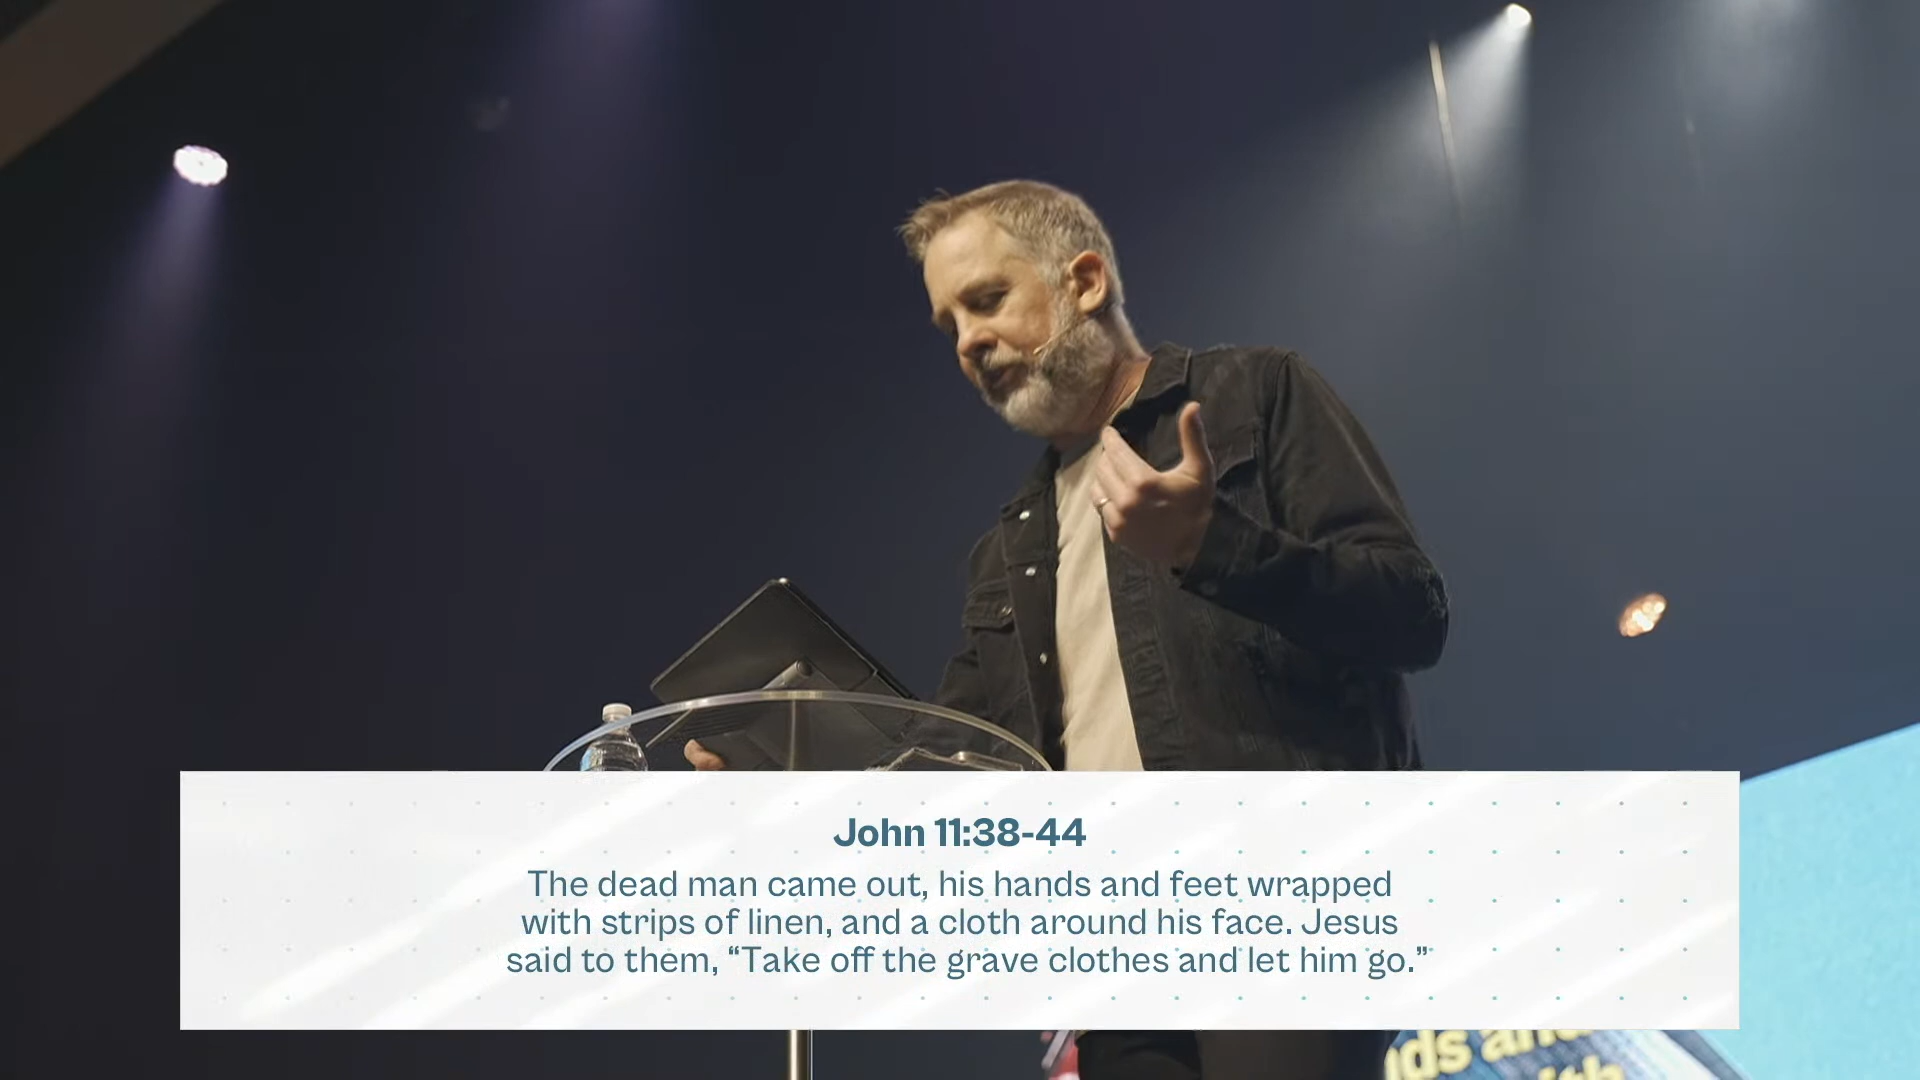 John 11:38-44
The dead man came out, his hands and feet wrapped
with strips of linen, and a cloth around his face. Jesus
said to them, “Take off the grave clothes and let him go.”